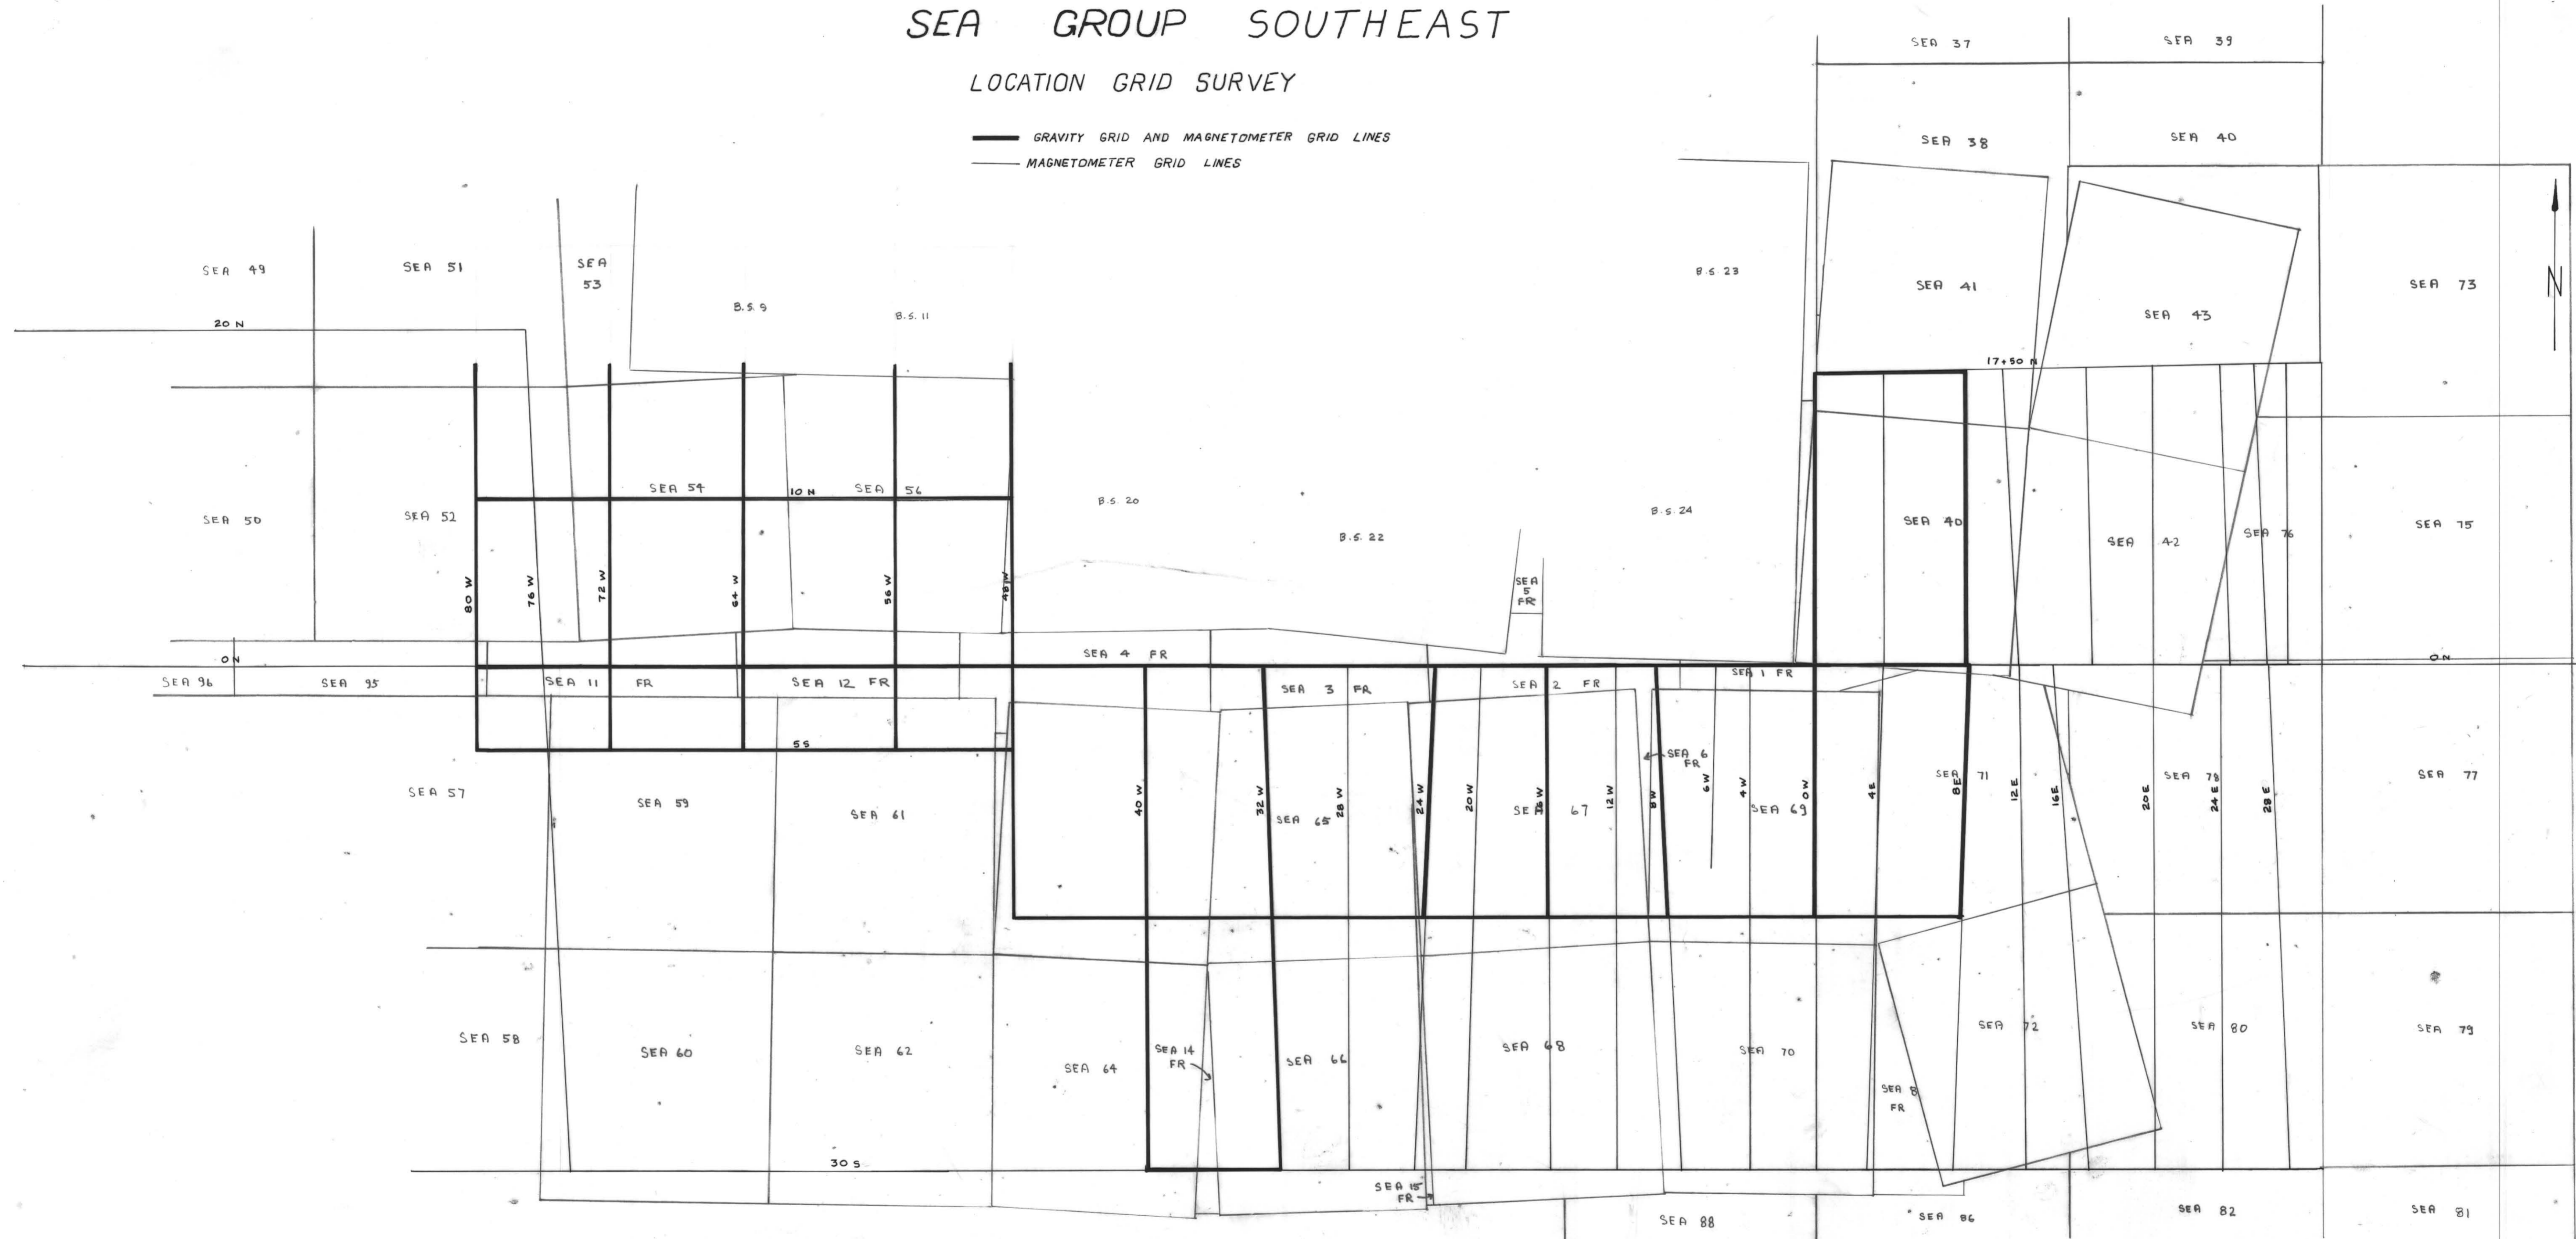 SEA GROUP SOUTHEAST
LOCATION GRID SURVEY
GRAVITY GRID AND MAGNETOMETER GRID LINES
MAGNETOMETER GRID LINES
SEA 37
SEA 39
SEA 38
SEA 40
SEA 49
SEA 51
SEA
53
B.S. 9
B.S. 11
B.S. 23
SEA 41
SEA 43
SEA 73
N
20 N
17+50 N
SEA 54
10 N
SEA 56
B.S. 20
B.S. 22
B.S. 24
SEA 50
SEA 52
SEA 40
SEA 42
SEA 76
SEA 75
80 W
76 W
72 W
64 W
56 W
48 W
SEA
5
FR
0 N
SEA 4 FR
0 N
SEA 96
SEA 95
SEA 11 FR
SEA 12 FR
SEA 3 FR
SEA 2 FR
SEA 1 FR
5 S
SEA 6
FR
SEA 57
SEA 59
SEA 61
SEA 65
SEA 67
SEA 69
SEA 71
SEA 78
SEA 77
40 W
32 W
28 W
24 W
20 W
16 W
12 W
8 W
6 W
4 W
0 W
4 E
8 E
12 E
16 E
20 E
24 E
28 E
SEA 58
SEA 60
SEA 62
SEA 64
SEA 14
FR
SEA 66
SEA 68
SEA 70
SEA 72
SEA 80
SEA 79
SEA 8
FR
30 S
SEA 15
FR
SEA 88
SEA 86
SEA 82
SEA 81